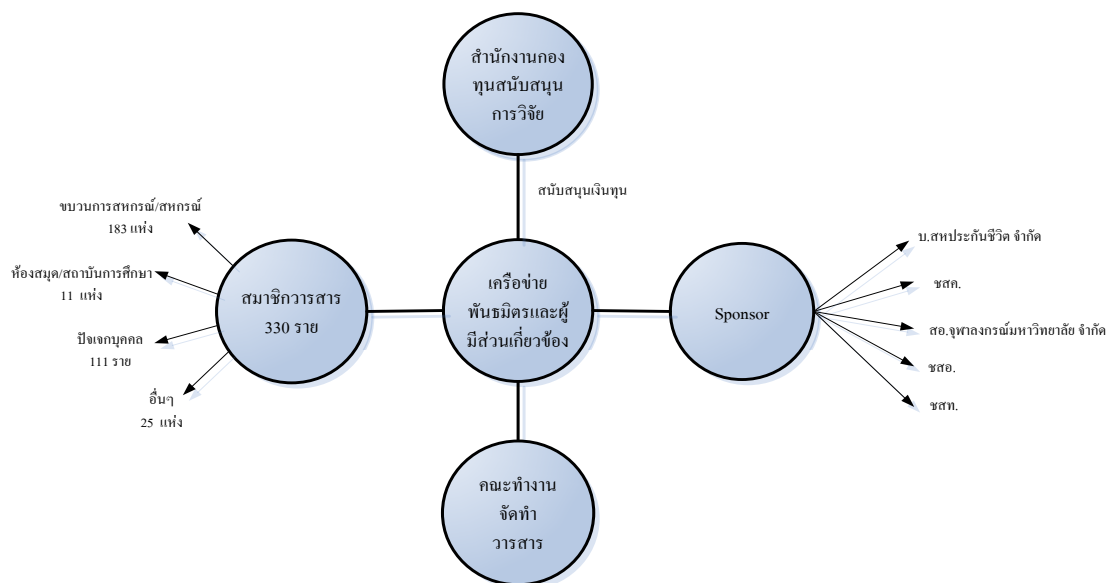 สำนักงานกอง
ทุนสนับสนุน
การวิจัย
สนับสนุนเงินทุน
ขบวนการสหกรณ์/สหกรณ์
183 แห่ง
ห้องสมุด/สถาบันการศึกษา
11 แห่ง
ปัจเจกบุคคล
111 ราย
อื่นๆ
25 แห่ง
สมาชิกวารสาร
330 ราย
เครือข่าย
พันธมิตรและผู้
มีส่วนเกี่ยวข้อง
Sponsor
บ.สหประกันชีวิต จำกัด
ชสค.
สอ.จุฬาลงกรณ์มหาวิทยาลัย จำกัด
ชสอ.
ชสท.
คณะทำงาน
จัดทำ
วารสาร